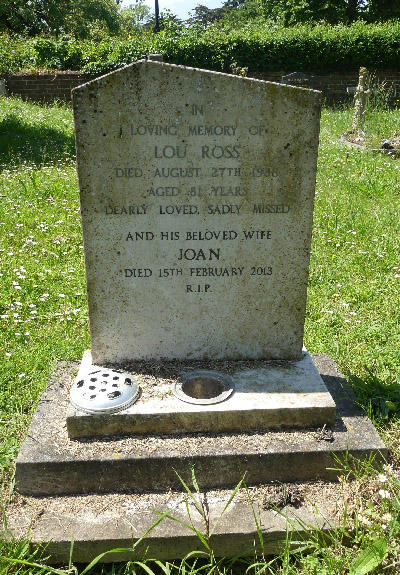 IN
LOVING MEMORY OF
LOU ROSS
DIED AUGUST 27TH 1988
AGED 81 YEARS
DEARLY LOVED, SADLY MISSED
AND HIS BELOVED WIFE
JOAN
DIED 15TH FEBRUARY 2013
R.I.P.